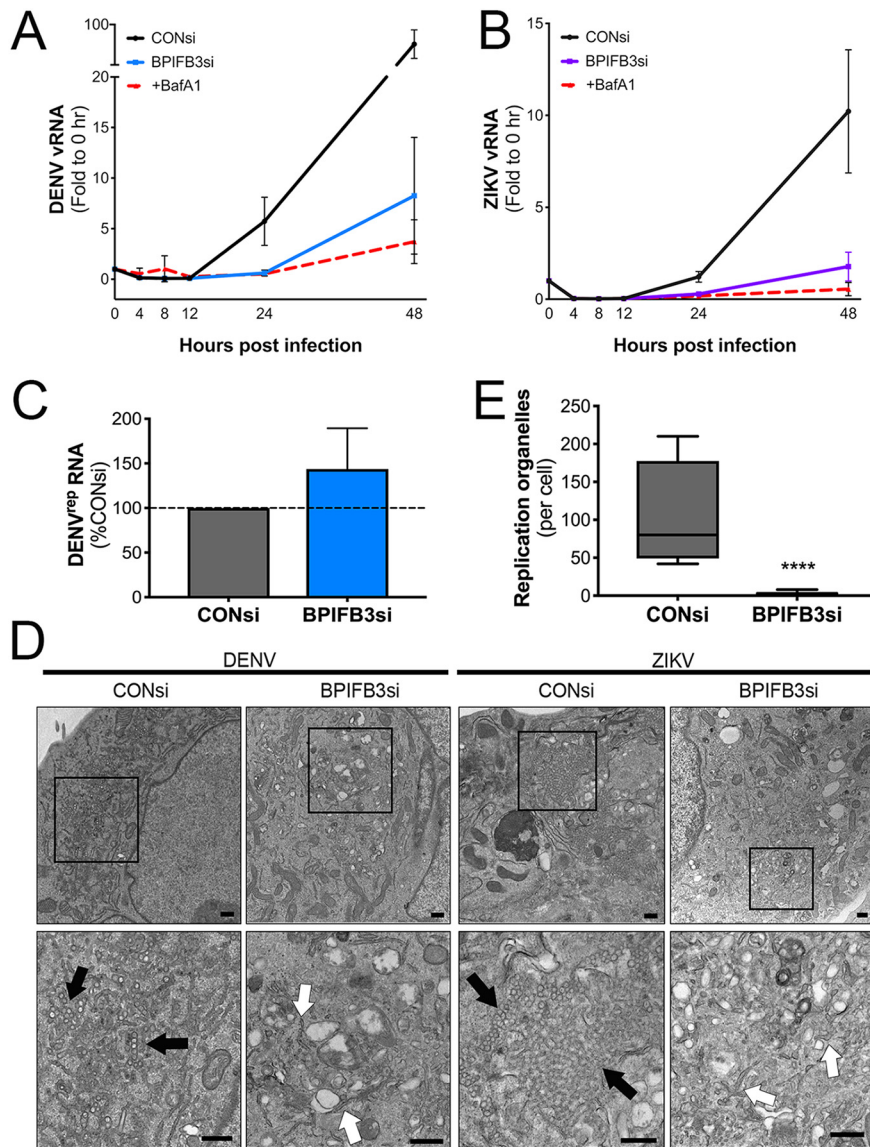 A
DENV vRNA
(Fold to 0 hr)
100
20
15
10
5
0
CONsi
BPIFB3si
+BafA1
0 4 8 12 24 48
Hours post infection
B
ZIKV vRNA
(Fold to 0 hr)
15
10
5
0
CONsi
BPIFB3si
+BafA1
0 4 8 12 24 48
Hours post infection
C
DENVrep RNA
(%CONsi)
200
150
100
50
0
CONsi BPIFB3si
E
Replication organelles
(per cell)
250
200
150
100
50
0
****
CONsi BPIFB3si
D
DENV ZIKV
CONsi BPIFB3si CONsi BPIFB3si